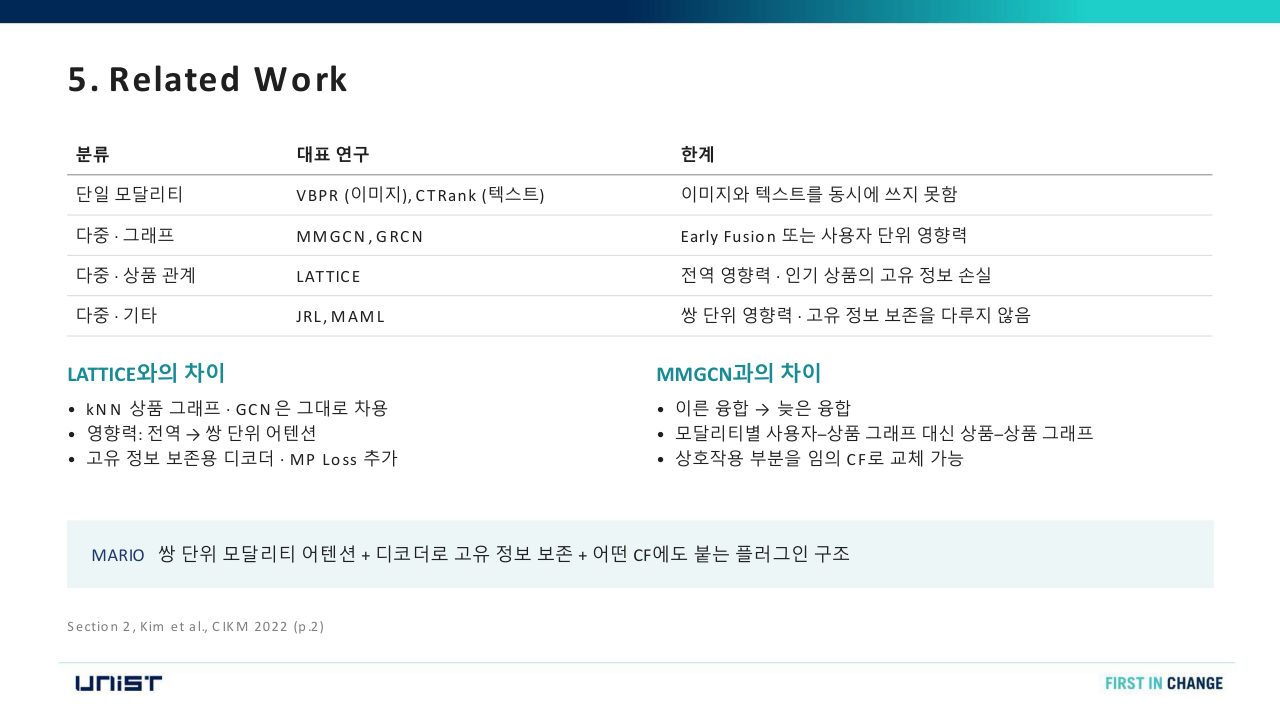 5. Related Work
분류 대표 연구 한계
단일 모달리티 VBPR (이미지), CTRank (텍스트) 이미지와 텍스트를 동시에 쓰지 못함
다중 · 그래프 MMGCN, GRCN Early Fusion 또는 사용자 단위 영향력
다중 · 상품 관계 LATTICE 전역 영향력 · 인기 상품의 고유 정보 손실
다중 · 기타 JRL, MAML 쌍 단위 영향력 · 고유 정보 보존을 다루지 않음
LATTICE와의 차이
• kNN 상품 그래프 · GCN은 그대로 차용
• 영향력: 전역 → 쌍 단위 어텐션
• 고유 정보 보존용 디코더 · MP Loss 추가
MMGCN과의 차이
• 이른 융합 → 늦은 융합
• 모달리티별 사용자–상품 그래프 대신 상품–상품 그래프
• 상호작용 부분을 임의 CF로 교체 가능
MARIO 쌍 단위 모달리티 어텐션 + 디코더로 고유 정보 보존 + 어떤 CF에도 붙는 플러그인 구조
Section 2, Kim et al., CIKM 2022 (p.2)
UNIST
FIRST IN CHANGE